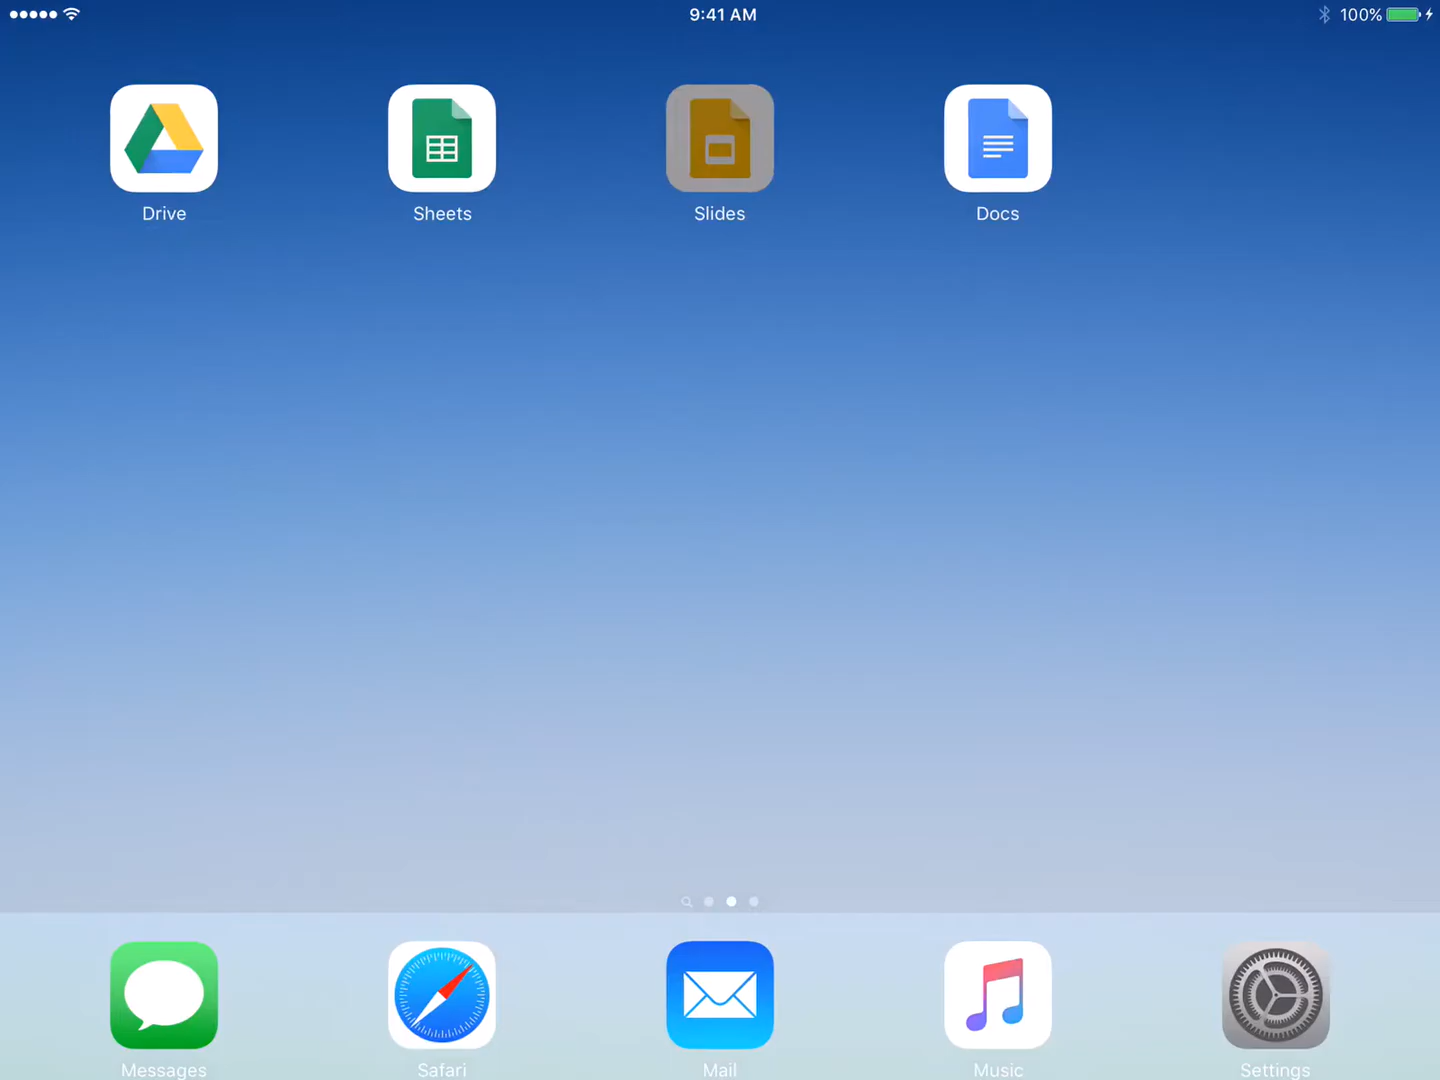 9:41 AM
100%
Drive
Sheets
Slides
Docs
Messages
Safari
Mail
Music
Settings